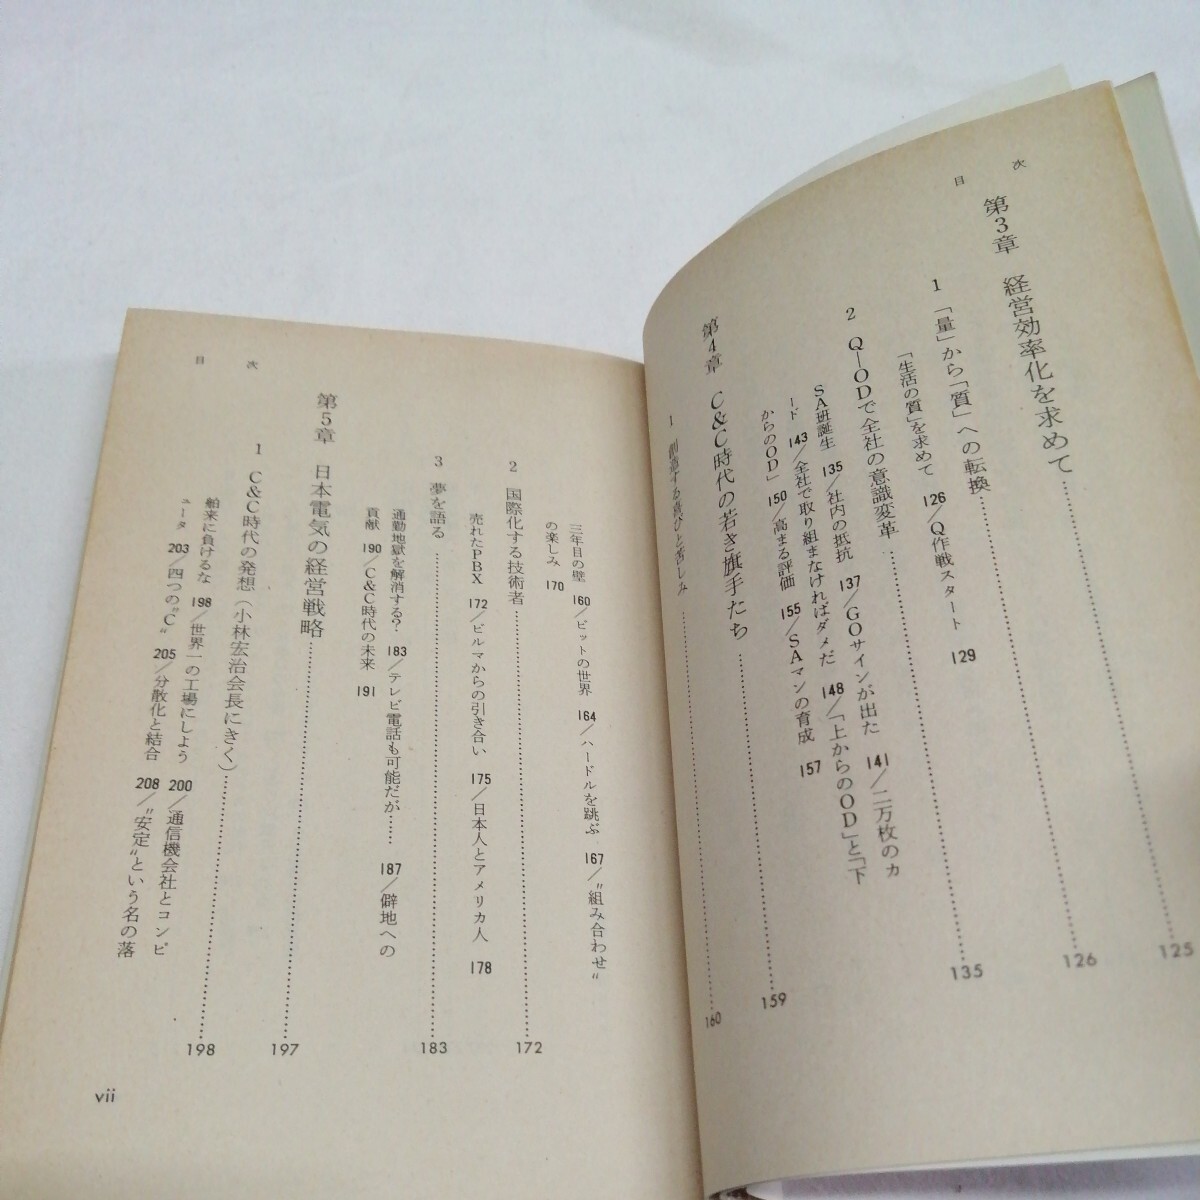 目次
第3章 経営効率化を求めて……125
1 「量」から「質」への転換……126
「生活の質」を求めて 126／Q作戦スタート 129
2 Q―ODで全社の意識変革……135
SA班誕生 135／社内の抵抗 137／GOサインが出た 141／二万枚のカ
ード 143／全社で取り組まなければダメだ 148／「上からのOD」と「下
からのOD」 150／高まる評価 155／SAマンの育成 157
第4章 C&C時代の若き旗手たち……159
1 創造する喜びと苦しみ……160
三年目の壁 160／ビットの世界 164／ハードルを跳ぶ 167／“組み合わせ”
の楽しみ 170
2 国際化する技術者……172
売れたPBX 172／ビルマからの引き合い 175／日本人とアメリカ人 178
3 夢を語る……183
通勤地獄を解消する？ 183／テレビ電話も可能だが…… 187／僻地への
貢献 190／C&C時代の未来 191
第5章 日本電気の経営戦略……197
1 C&C時代の発想（小林宏治会長にきく）……198
舶来に負けるな 198／世界一の工場にしよう 200／通信機会社とコンピ
ュータ 203／四つの“C” 205／分散化と結合 208／“安定”という名の落
目次
vii